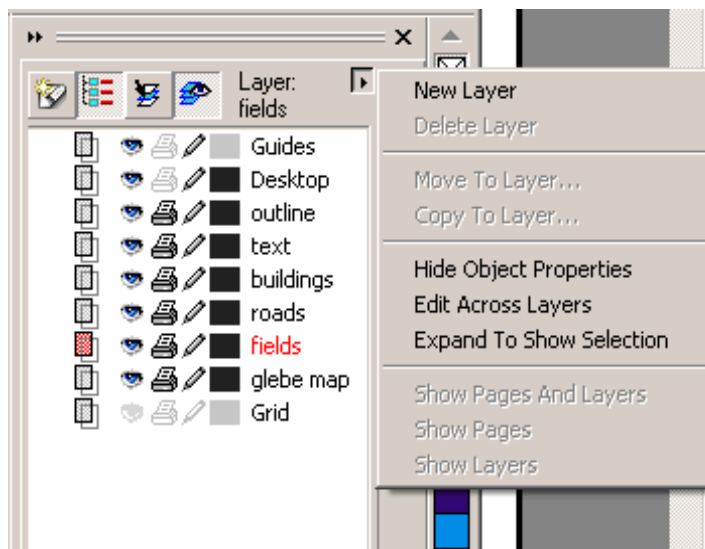 Layer:
fields
Guides
Desktop
outline
text
buildings
roads
fields
glebe map
Grid
New Layer
Delete Layer
Move To Layer...
Copy To Layer...
Hide Object Properties
Edit Across Layers
Expand To Show Selection
Show Pages And Layers
Show Pages
Show Layers